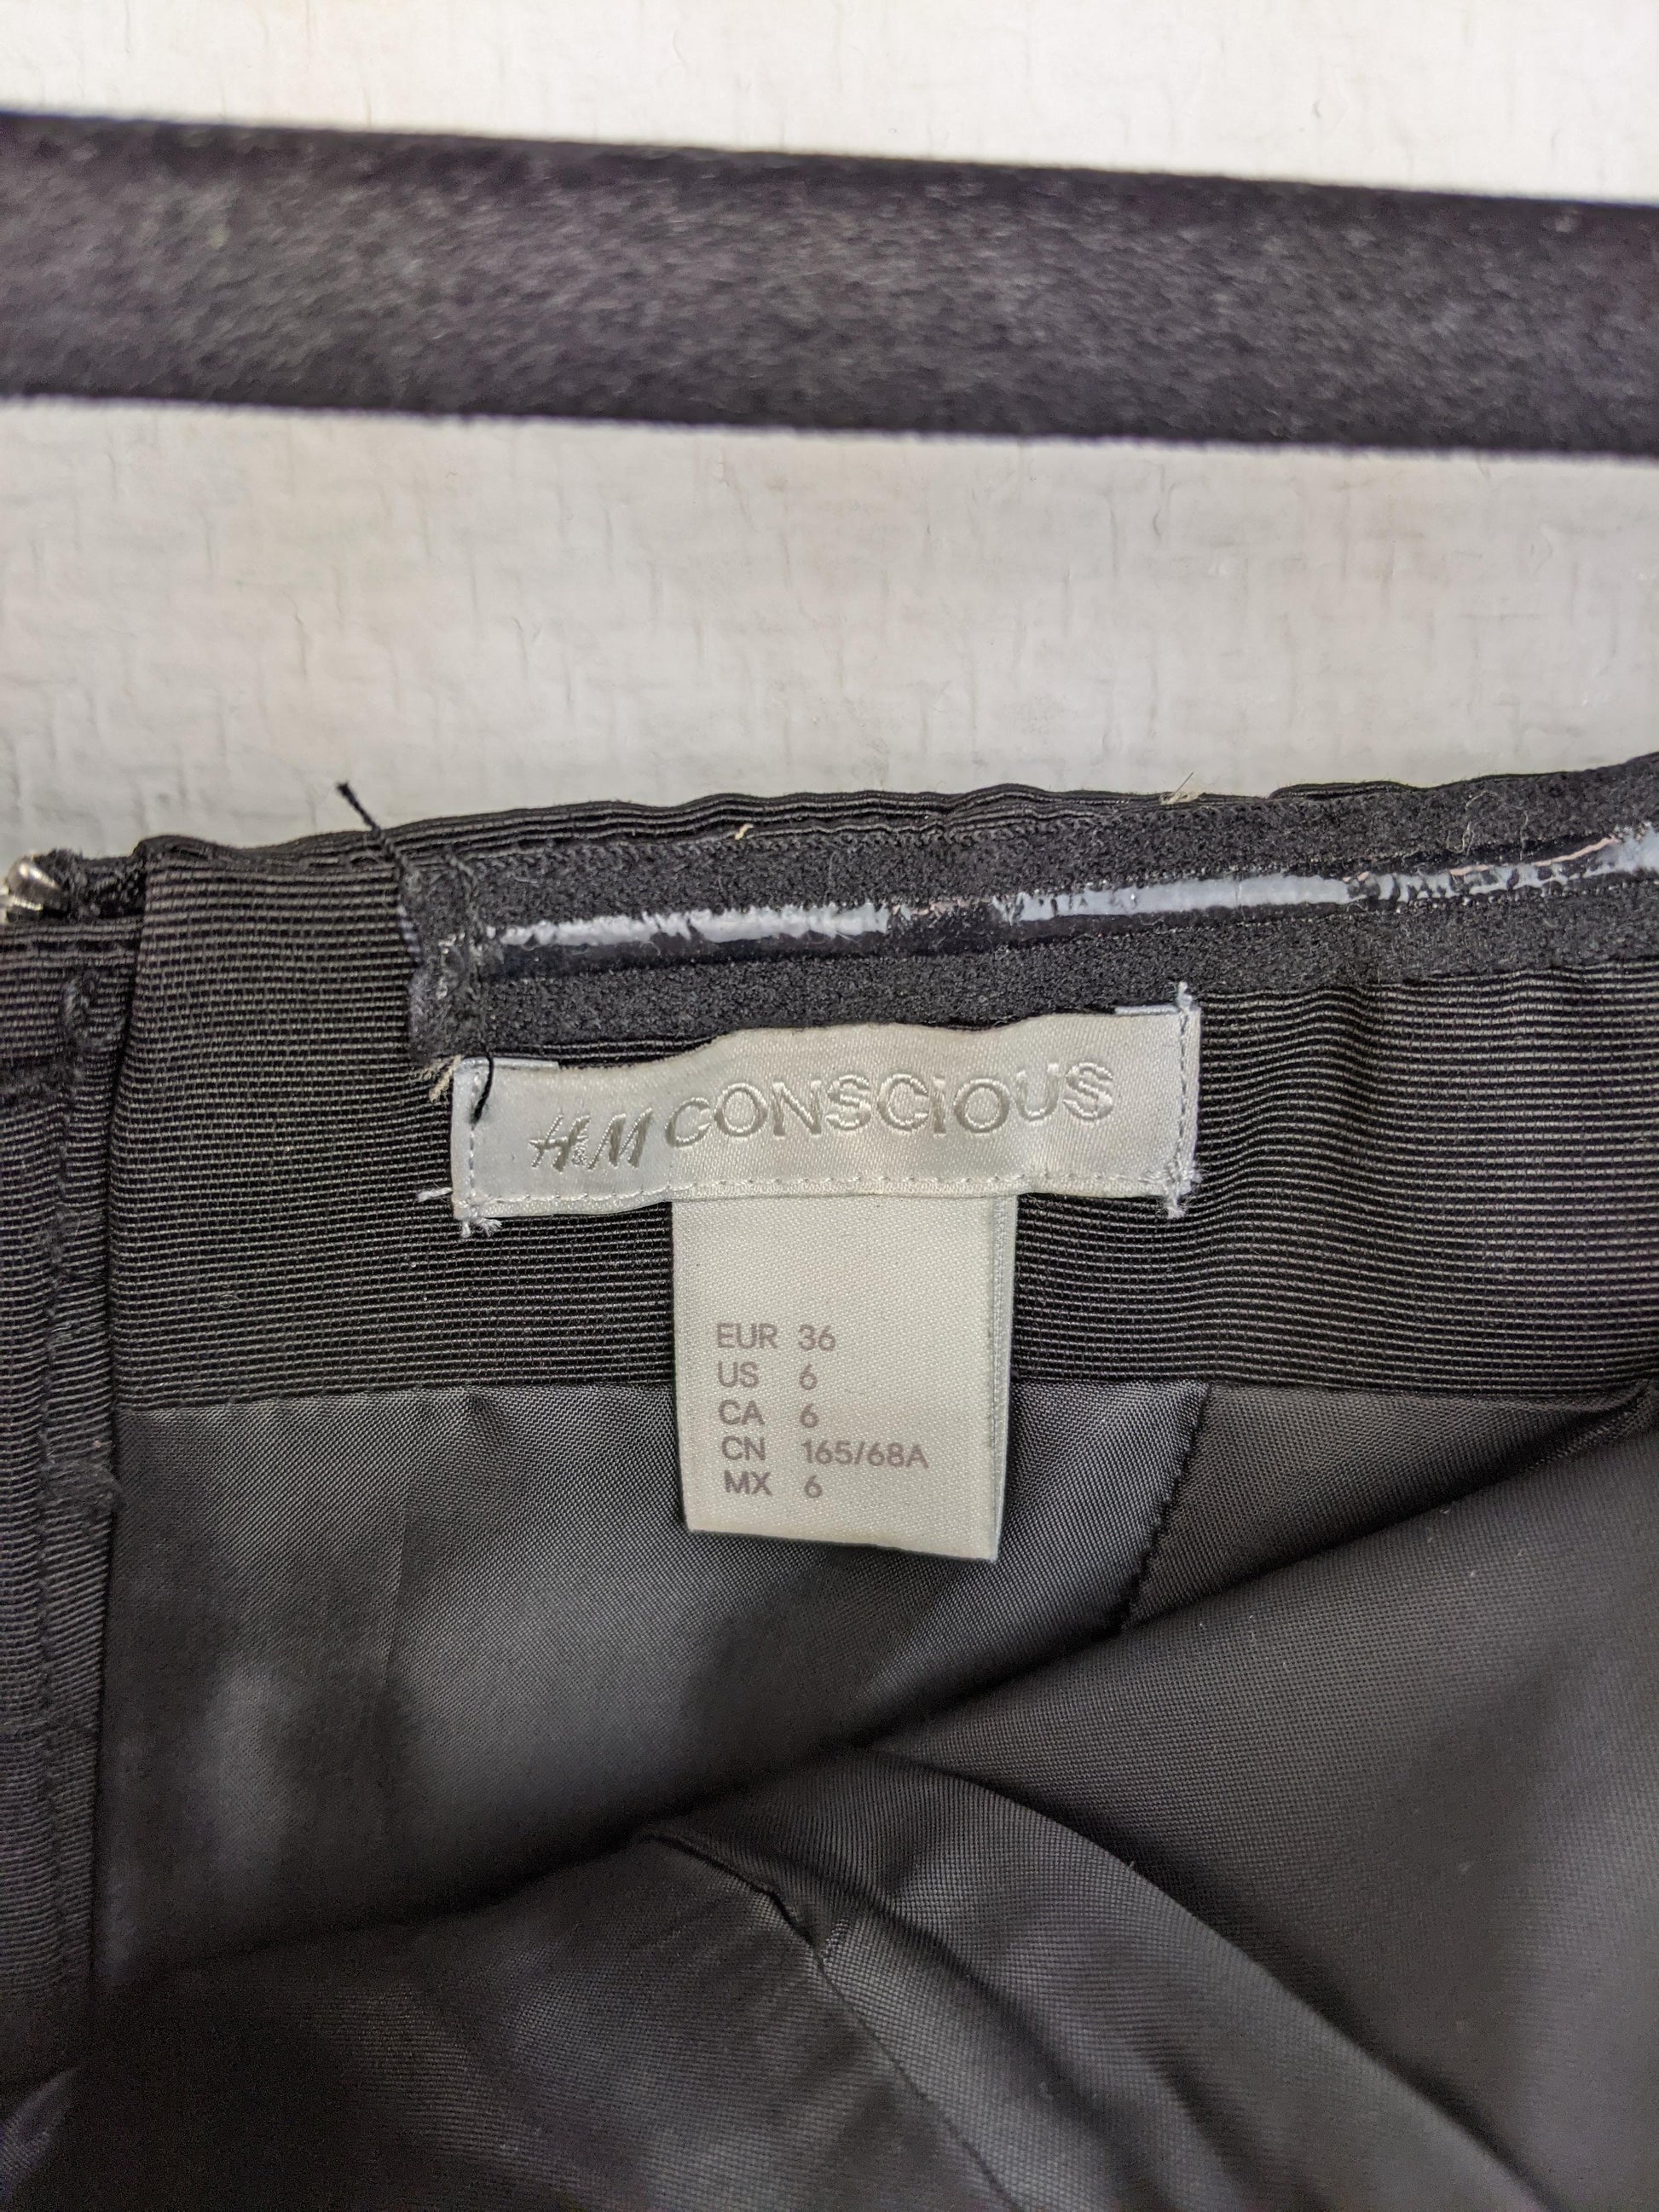 H&M CONSCIOUS
EUR 36
US 6
CA 6
CN 165/68A
MX 6